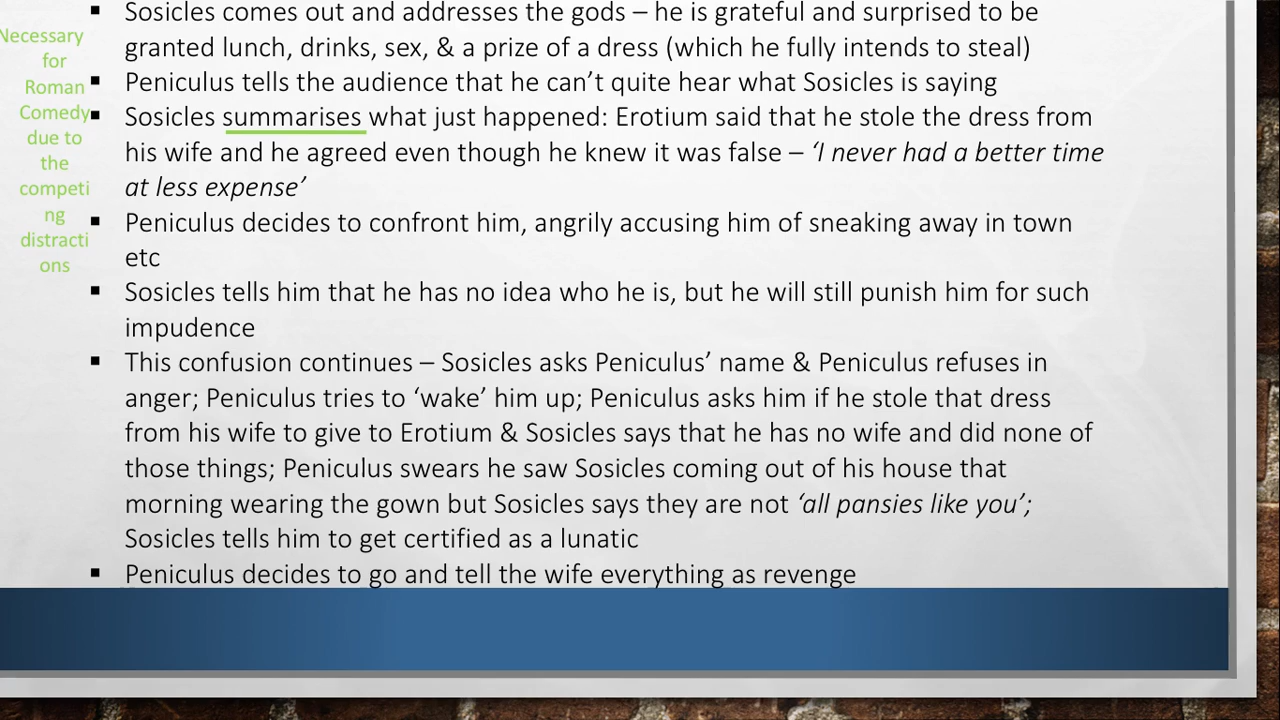 Sosicles comes out and addresses the gods – he is grateful and surprised to be
granted lunch, drinks, sex, & a prize of a dress (which he fully intends to steal)
Peniculus tells the audience that he can’t quite hear what Sosicles is saying
Sosicles summarises what just happened: Erotium said that he stole the dress from
his wife and he agreed even though he knew it was false – ‘I never had a better time
at less expense’
Peniculus decides to confront him, angrily accusing him of sneaking away in town
etc
Sosicles tells him that he has no idea who he is, but he will still punish him for such
impudence
This confusion continues – Sosicles asks Peniculus’ name & Peniculus refuses in
anger; Peniculus tries to ‘wake’ him up; Peniculus asks him if he stole that dress
from his wife to give to Erotium & Sosicles says that he has no wife and did none of
those things; Peniculus swears he saw Sosicles coming out of his house that
morning wearing the gown but Sosicles says they are not ‘all pansies like you’;
Sosicles tells him to get certified as a lunatic
Peniculus decides to go and tell the wife everything as revenge
Necessary
for
Roman
Comedy
due to
the
competi
ng
distracti
ons